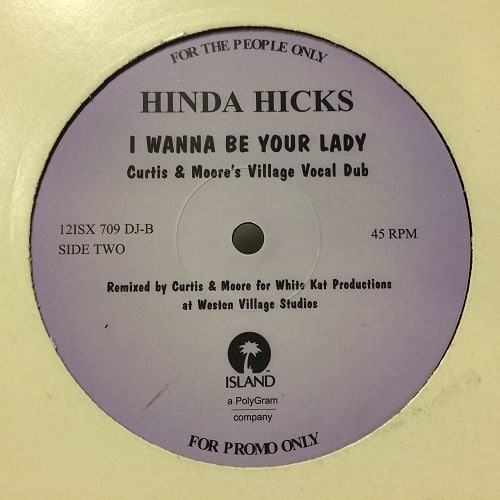 FOR THE PEOPLE ONLY
HINDA HICKS
I WANNA BE YOUR LADY
Curtis & Moore's Village Vocal Dub
12ISX 709 DJ-B
SIDE TWO
45 RPM
Remixed by Curtis & Moore for White Kat Productions
at Westen Village Studios
ISLAND
a PolyGram
company
FOR PROMO ONLY